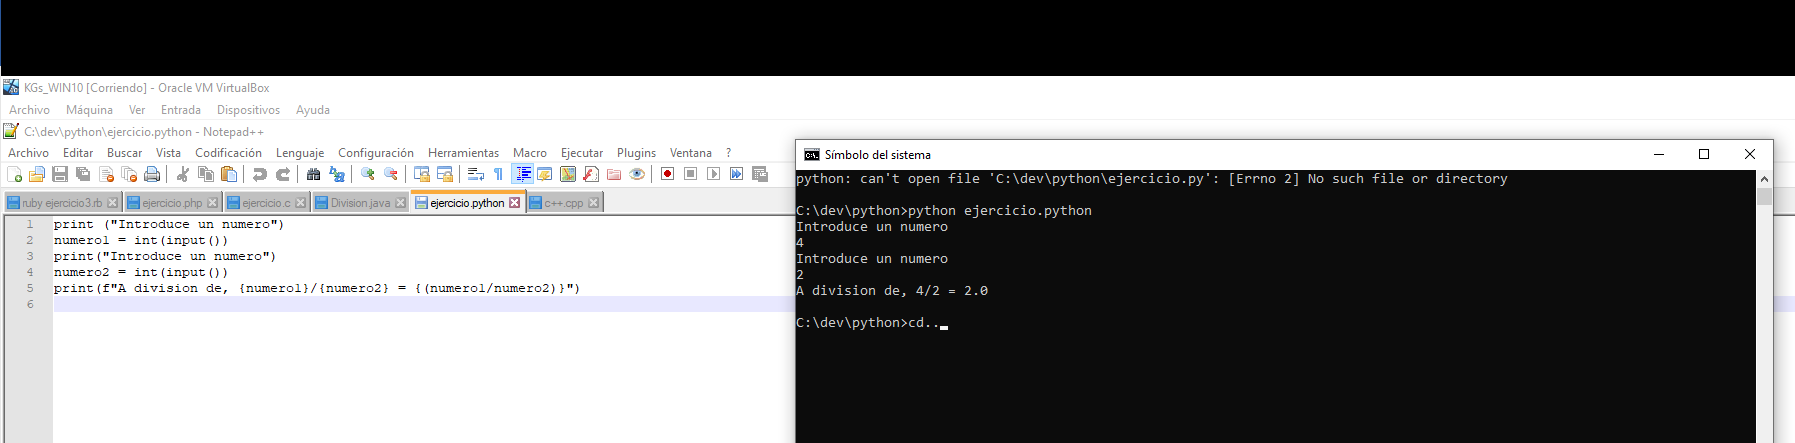 KGs_WIN10 [Corriendo] - Oracle VM VirtualBox
Archivo Máquina Ver Entrada Dispositivos Ayuda
C:\dev\python\ejercicio.python - Notepad++
Archivo Editar Buscar Vista Codificación Lenguaje Configuración Herramientas Macro Ejecutar Plugins Ventana ?
ruby ejercicio3.rb ejercicio.php ejercicio.c Division.java ejercicio.python c++.cpp
1 print ("Introduce un numero")
2 numero1 = int(input())
3 print("Introduce un numero")
4 numero2 = int(input())
5 print(f"A division de, {numero1}/{numero2} = {(numero1/numero2)}")
6
Símbolo del sistema
python: can't open file 'C:\dev\python\ejercicio.py': [Errno 2] No such file or directory
C:\dev\python>python ejercicio.python
Introduce un numero
4
Introduce un numero
2
A division de, 4/2 = 2.0
C:\dev\python>cd..